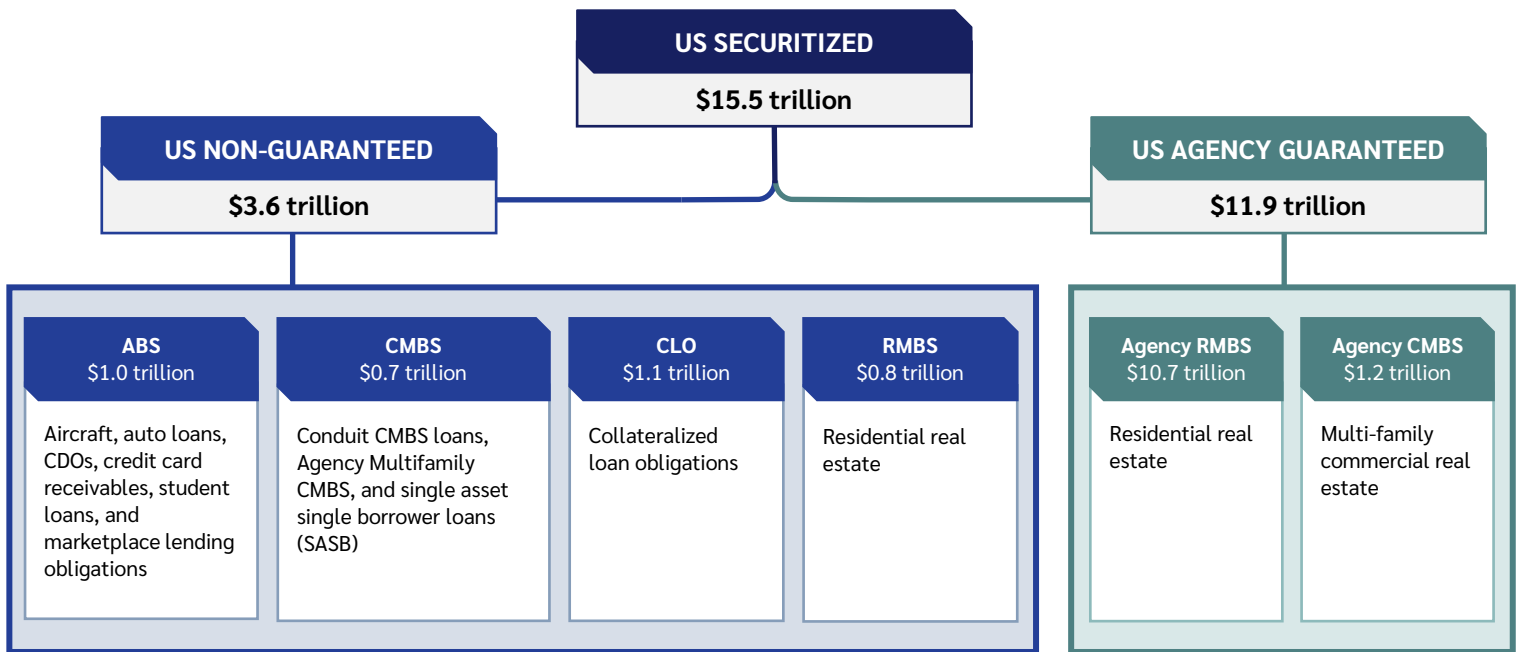 US SECURITIZED
$15.5 trillion
US NON-GUARANTEED
$3.6 trillion
US AGENCY GUARANTEED
$11.9 trillion
ABS
$1.0 trillion
Aircraft, auto loans,
CDOs, credit card
receivables, student
loans, and
marketplace lending
obligations
CMBS
$0.7 trillion
Conduit CMBS loans,
Agency Multifamily
CMBS, and single asset
single borrower loans
(SASB)
CLO
$1.1 trillion
Collateralized
loan obligations
RMBS
$0.8 trillion
Residential real
estate
Agency RMBS
$10.7 trillion
Residential real
estate
Agency CMBS
$1.2 trillion
Multi-family
commercial real
estate